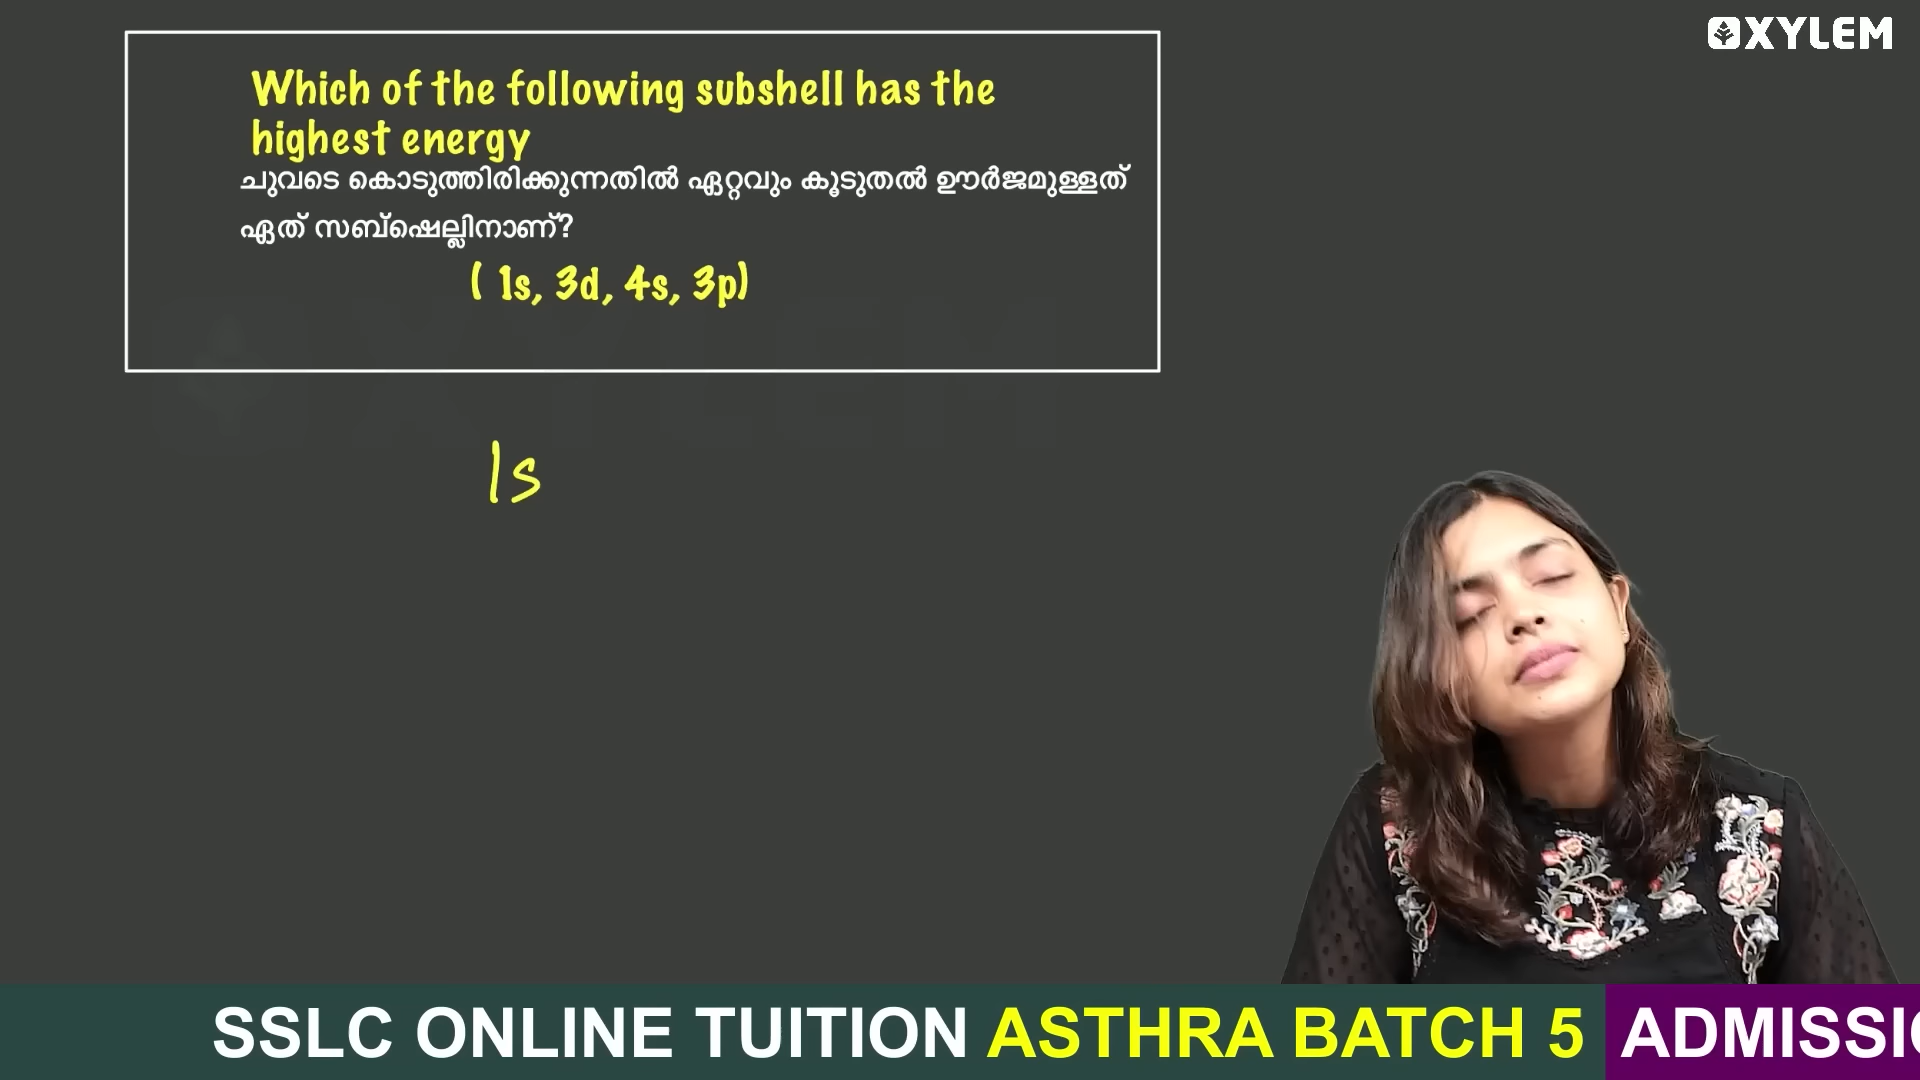 XYLEM
Which of the following subshell has the
highest energy
ചുവടെ കൊടുത്തിരിക്കുന്നതിൽ ഏറ്റവും കൂടുതൽ ഊർജമുള്ളത്
ഏത് സബ്ഷെല്ലിനാണ്?
( 1s, 3d, 4s, 3p)
1s
SSLC ONLINE TUITION ASTHRA BATCH 5 ADMISSIO